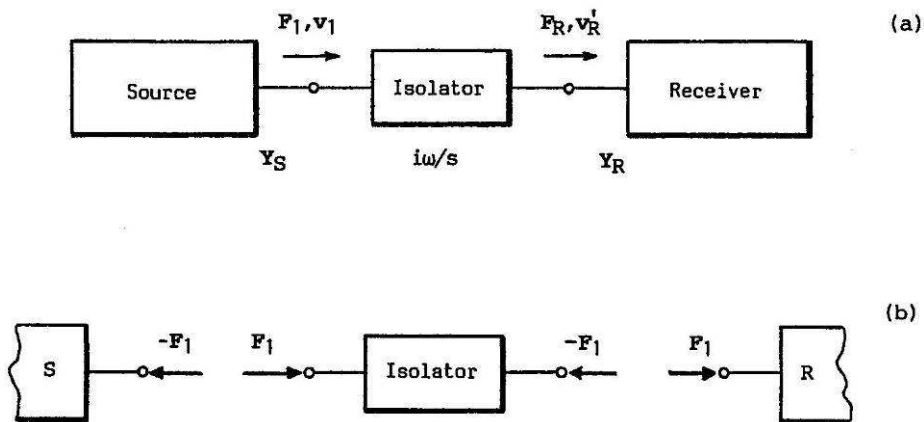 F1,v1 FR,v'R (a)
Source Isolator Receiver
YS iω/s YR
(b)
-F1 F1 -F1 F1
S Isolator R